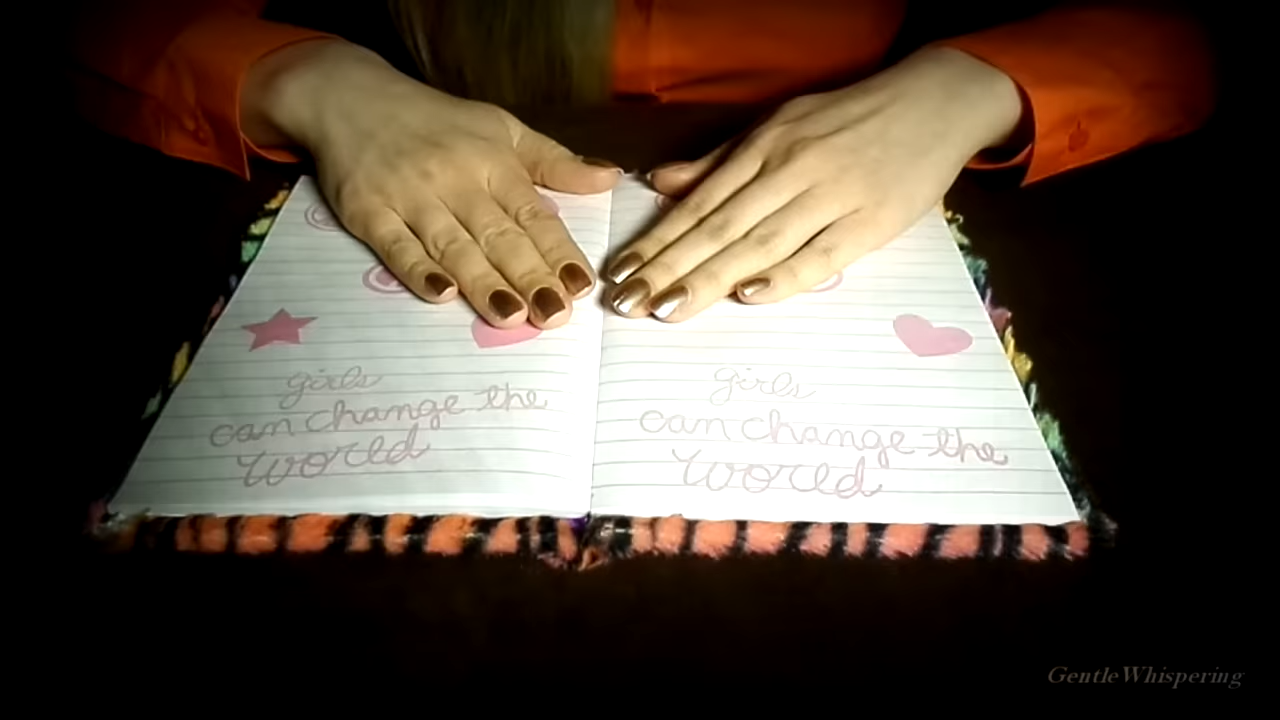 girls
can change the
world
girls
can change the
world
GentleWhispering